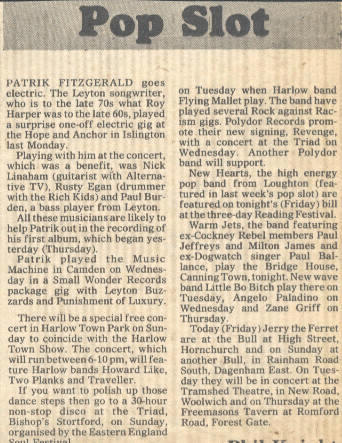 Pop Slot
PATRIK FITZGERALD goes
electric. The Leyton songwriter,
who is to the late 70s what Roy
Harper was to the late 60s, played
a surprise one-off electric gig at
the Hope and Anchor in Islington
last Monday.
Playing with him at the concert,
which was a benefit, was Nick
Linaham (guitarist with Alterna-
tive TV), Rusty Egan (drummer
with the Rich Kids) and Paul Bur-
den, a bass player from Leyton.
All these musicians are likely to
help Patrik out in the recording of
his first album, which began yes-
terday (Thursday).
Patrik played the Music
Machine in Camden on Wednes-
day in a Small Wonder Records
package gig with Leyton Buz-
zards and Punishment of Luxury.
There will be a special free con-
cert in Harlow Town Park on Sun-
day to coincide with the Harlow
Town Show. The concert, which
will run between 6-10 pm, will fea-
ture Harlow bands Howard Like,
Two Planks and Traveller.
If you want to polish up those
dance steps then go to a 30-hour
non-stop disco at the Triad,
Bishop's Stortford, on Sunday,
organised by the Eastern England
Soul Festival
on Tuesday when Harlow band
Flying Mallet play. The band have
played several Rock against Rac-
ism gigs. Polydor Records prom-
ote their new signing, Revenge,
with a concert at the Triad on
Wednesday. Another Polydor
band will support.
New Hearts, the high energy
pop band from Loughton (fea-
tured in last week's pop slot) are
featured on tonight's (Friday) bill
at the three-day Reading Festival.
Warm Jets, the band featuring
ex-Cockney Rebel members Paul
Jeffreys and Milton James and
ex-Dogwatch singer Paul Bal-
lance, play the Bridge House,
Canning Town, tonight. New wave
band Little Bo Bitch play there on
Tuesday, Angelo Paladino on
Wednesday and Zane Griff on
Thursday.
Today (Friday) Jerry the Ferret
are at the Bull at High Street,
Hornchurch and on Sunday at
another Bull, in Rainham Road
South, Dagenham East. On Tues-
day they will be in concert at the
Tramshed Theatre, in New Road,
Woolwich and on Thursday at the
Freemasons Tavern at Romford
Road, Forest Gate.